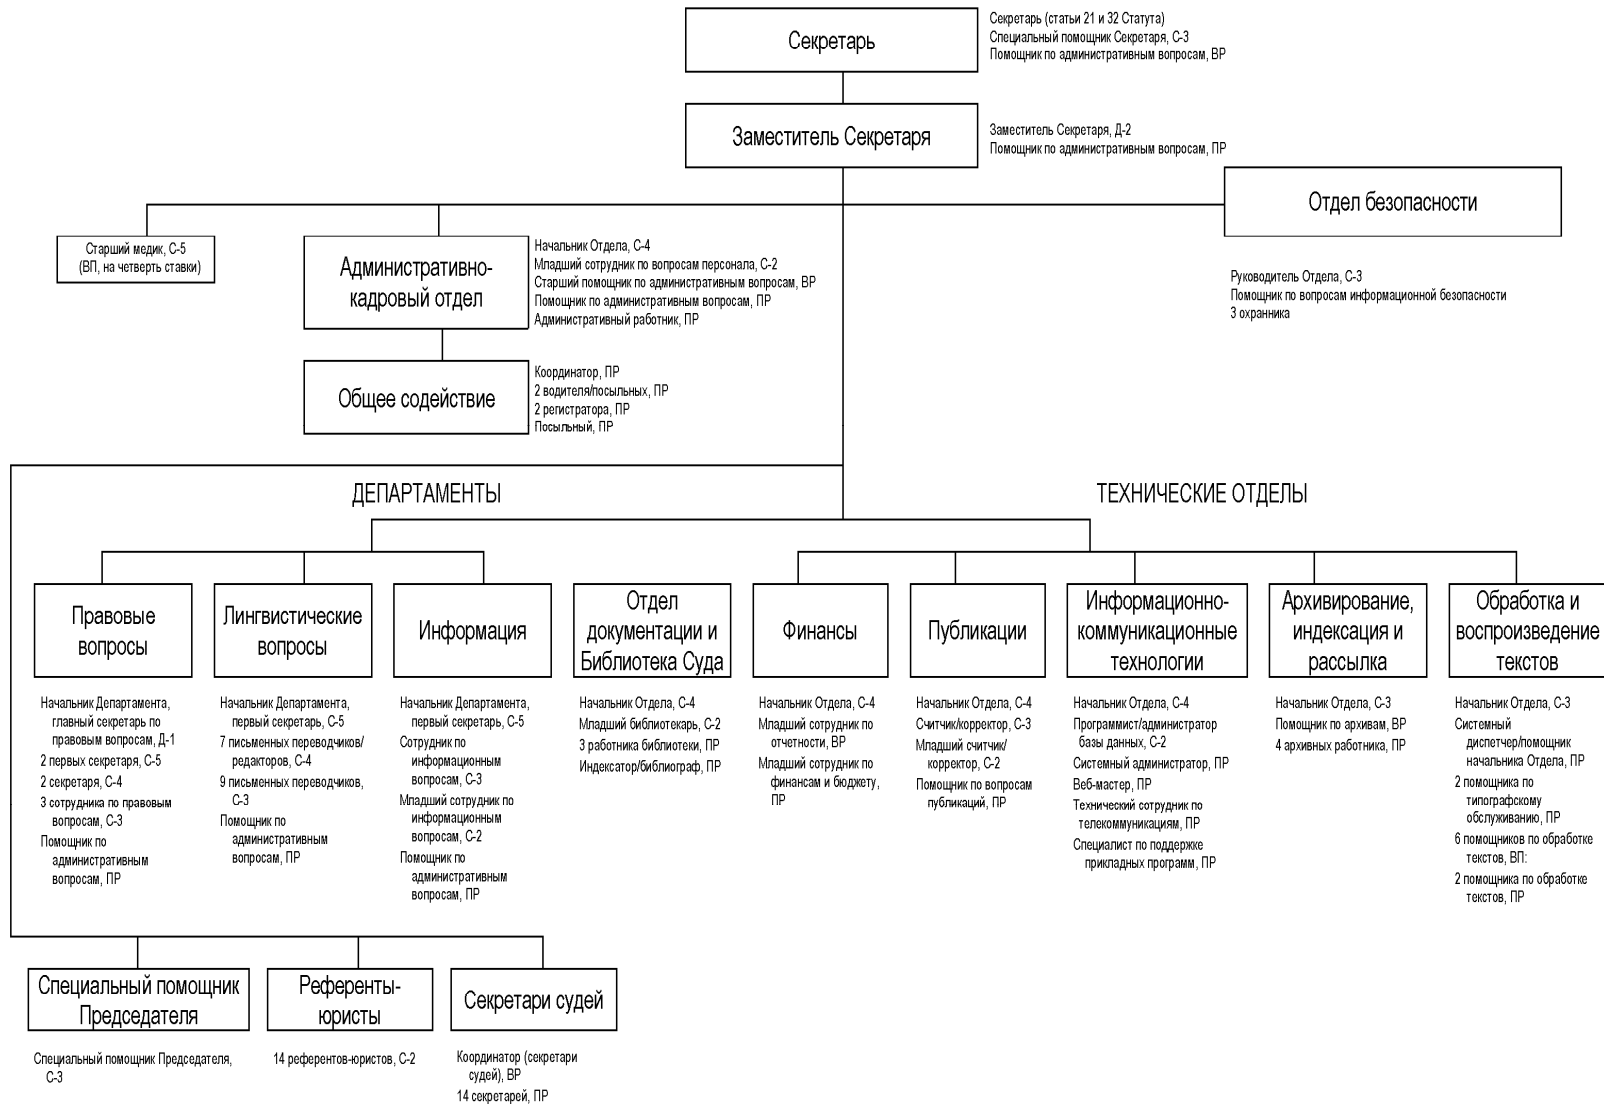 Секретарь
Секретарь (статьи 21 и 32 Статута)
Специальный помощник Секретаря, С-3
Помощник по административным вопросам, ВР
Заместитель Секретаря
Заместитель Секретаря, Д-2
Помощник по административным вопросам, ПР
Отдел безопасности
Руководитель Отдела, С-3
Помощник по вопросам информационной безопасности
3 охранника
Старший медик, С-5
(ВП, на четверть ставки)
Административно-
кадровый отдел
Начальник Отдела, С-4
Младший сотрудник по вопросам персонала, С-2
Старший помощник по административным вопросам, ВР
Помощник по административным вопросам, ПР
Административный работник, ПР
Общее содействие
Координатор, ПР
2 водителя/посыльных, ПР
2 регистратора, ПР
Посыльный, ПР
ДЕПАРТАМЕНТЫ
ТЕХНИЧЕСКИЕ ОТДЕЛЫ
Правовые
вопросы
Начальник Департамента,
главный секретарь по
правовым вопросам, Д-1
2 первых секретаря, С-5
2 секретаря, С-4
3 сотрудника по правовым
вопросам, С-3
Помощник по
административным
вопросам, ПР
Лингвистические
вопросы
Начальник Департамента,
первый секретарь, С-5
7 письменных переводчиков/
редакторов, С-4
9 письменных переводчиков,
С-3
Помощник по
административным
вопросам, ПР
Информация
Начальник Департамента,
первый секретарь, С-5
Сотрудник по
информационным
вопросам, С-3
Младший сотрудник по
информационным
вопросам, С-2
Помощник по
административным
вопросам, ПР
Отдел
документации и
Библиотека Суда
Начальник Отдела, С-4
Младший библиотекарь, С-2
3 работника библиотеки, ПР
Индексатор/библиограф, ПР
Финансы
Начальник Отдела, С-4
Младший сотрудник по
отчетности, ВР
Младший сотрудник по
финансам и бюджету,
ПР
Публикации
Начальник Отдела, С-4
Считчик/корректор, С-3
Младший считчик/
корректор, С-2
Помощник по вопросам
публикаций, ПР
Информационно-
коммуникационные
технологии
Начальник Отдела, С-4
Программист/администратор
базы данных, С-2
Системный администратор, ПР
Веб-мастер, ПР
Технический сотрудник по
телекоммуникациям, ПР
Специалист по поддержке
прикладных программ, ПР
Архивирование,
индексация и
рассылка
Начальник Отдела, С-3
Помощник по архивам, ВР
4 архивных работника, ПР
Обработка и
воспроизведение
текстов
Начальник Отдела, С-3
Системный
диспетчер/помощник
начальника Отдела, ПР
2 помощника по
типографскому
обслуживанию, ПР
6 помощников по обработке
текстов, ВП:
2 помощника по обработке
текстов, ПР
Специальный помощник
Председателя
Специальный помощник Председателя,
С-3
Референты-
юристы
14 референтов-юристов, С-2
Секретари судей
Координатор (секретари
судей), ВР
14 секретарей, ПР